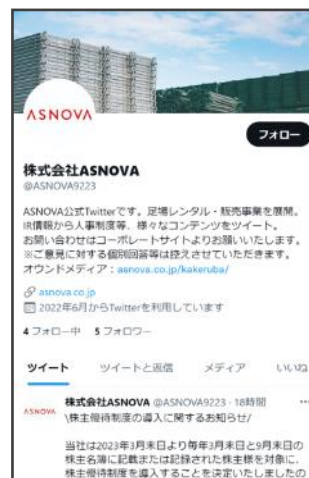 ASNOVA
フォロー
株式会社ASNOVA
@ASNOVA9223
ASNOVA公式Twitterです。足場レンタル・販売事業を展開。
IR情報から人事制度等、様々なコンテンツをツイート。
お問い合わせはコーポレートサイトよりお願いいたします。
※ご意見に対する個別回答等は控えさせていただきます。
オウンドメディア：asnova.co.jp/kakeruba/
asnova.co.jp
2022年6月からTwitterを利用しています
4 フォロー中 5 フォロワー
ツイート ツイートと返信 メディア いいね
株式会社ASNOVA @ASNOVA9223 · 18時間 …
ASNOVA
\株主優待制度の導入に関するお知らせ/
当社は2023年3月末日より毎年3月末日と9月末日の
株主名簿に記載または記録された株主様を対象に、
株主優待制度を導入することを決定いたしましたの